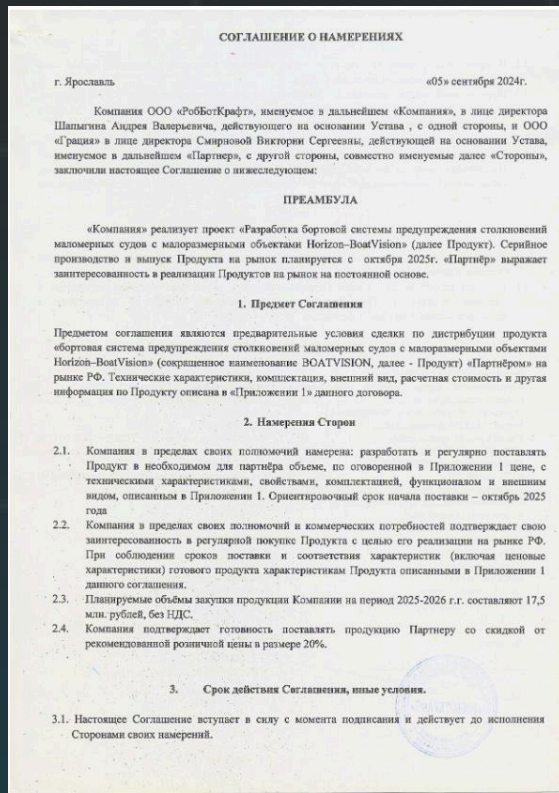 СОГЛАШЕНИЕ О НАМЕРЕНИЯХ
г. Ярославль «05» сентября 2024г.
Компания ООО «РобБотКрафт», именуемое в дальнейшем «Компания», в лице директора
Шапыгина Андрея Валерьевича, действующего на основании Устава , с одной стороны, и ООО
«Грация» в лице директора Смирновой Виктории Сергеевны, действующей на основании Устава,
именуемое в дальнейшем «Партнер», с другой стороны, совместно именуемые далее «Стороны»,
заключили настоящее Соглашение о нижеследующем:
ПРЕАМБУЛА
«Компания» реализует проект «Разработка бортовой системы предупреждения столкновений
маломерных судов с малоразмерными объектами Horizon–BoatVision» (далее Продукт). Серийное
производство и выпуск Продукта на рынок планируется с октября 2025г. «Партнёр» выражает
заинтересованность в реализации Продуктов на рынок на постоянной основе.
1. Предмет Соглашения
Предметом соглашения являются предварительные условия сделки по дистрибуции продукта
«бортовая система предупреждения столкновений маломерных судов с малоразмерными объектами
Horizon–BoatVision» (сокращенное наименование BOATVISION, далее - Продукт) «Партнёром» на
рынке РФ. Технические характеристики, комплектация, внешний вид, расчетная стоимость и другая
информация по Продукту описана в «Приложении 1» данного договора.
2. Намерения Сторон
2.1. Компания в пределах своих полномочий намерена: разработать и регулярно поставлять
Продукт в необходимом для партнёра объеме, по оговоренной в Приложении 1 цене, с
техническими характеристиками, свойствами, комплектацией, функционалом и внешним
видом, описанным в Приложении 1. Ориентировочный срок начала поставки – октябрь 2025
года
2.2. Компания в пределах своих полномочий и коммерческих потребностей подтверждает свою
заинтересованность в регулярной покупке Продукта с целью его реализации на рынке РФ.
При соблюдении сроков поставки и соответствия характеристик (включая ценовые
характеристики) готового продукта характеристикам Продукта описанными в Приложении 1
данного соглашения.
2.3. Планируемые объёмы закупки продукции Компании на период 2025-2026 г.г. составляют 17,5
млн. рублей, без НДС.
2.4. Компания подтверждает готовность поставлять продукцию Партнеру со скидкой от
рекомендованной розничной цены в размере 20%.
3. Срок действия Соглашения, иные условия.
3.1. Настоящее Соглашение вступает в силу с момента подписания и действует до исполнения
Сторонами своих намерений.